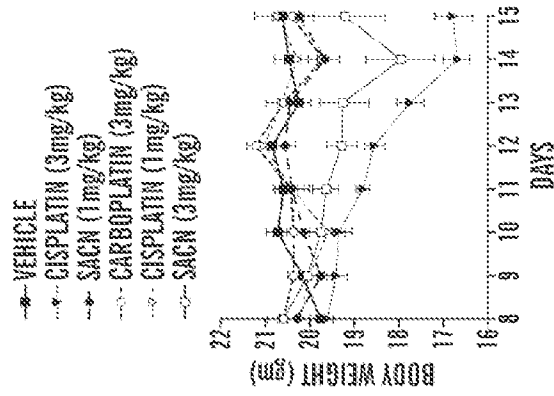 VEHICLE
CISPLATIN (3mg/kg)
SACN (1mg/kg)
CARBOPLATIN (3mg/kg)
CISPLATIN (1mg/kg)
SACN (3mg/kg)
BODY WEIGHT (gm)
22
21
20
19
18
17
16
8
9
10
11
12
13
14
15
DAYS